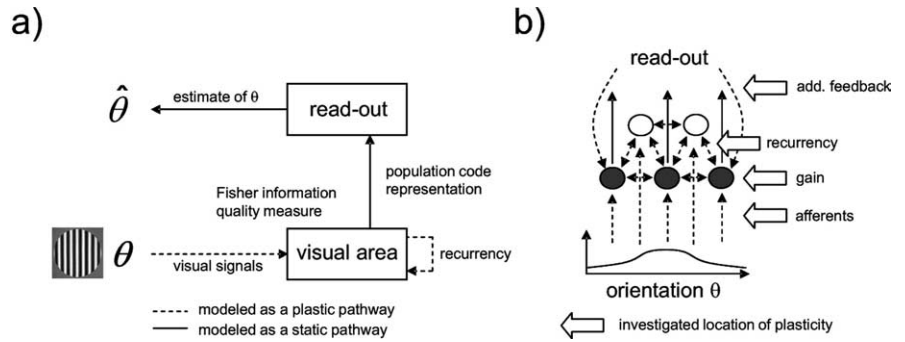 a)
θ̂
estimate of θ
read-out
population code
representation
Fisher information
quality measure
θ
visual signals
visual area
recurrency
modeled as a plastic pathway
modeled as a static pathway
b)
read-out
add. feedback
recurrency
gain
afferents
orientation θ
investigated location of plasticity